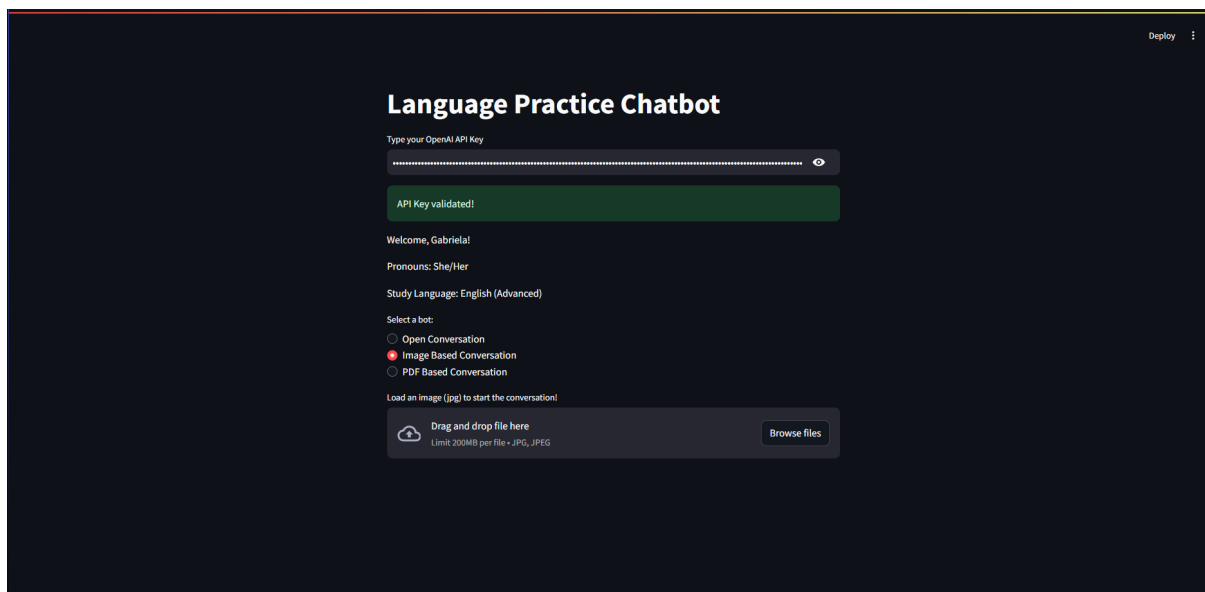 Deploy
Language Practice Chatbot
Type your OpenAI API Key
API Key validated!
Welcome, Gabriela!
Pronouns: She/Her
Study Language: English (Advanced)
Select a bot:
Open Conversation
Image Based Conversation
PDF Based Conversation
Load an image (jpg) to start the conversation!
Drag and drop file here
Limit 200MB per file • JPG, JPEG
Browse files